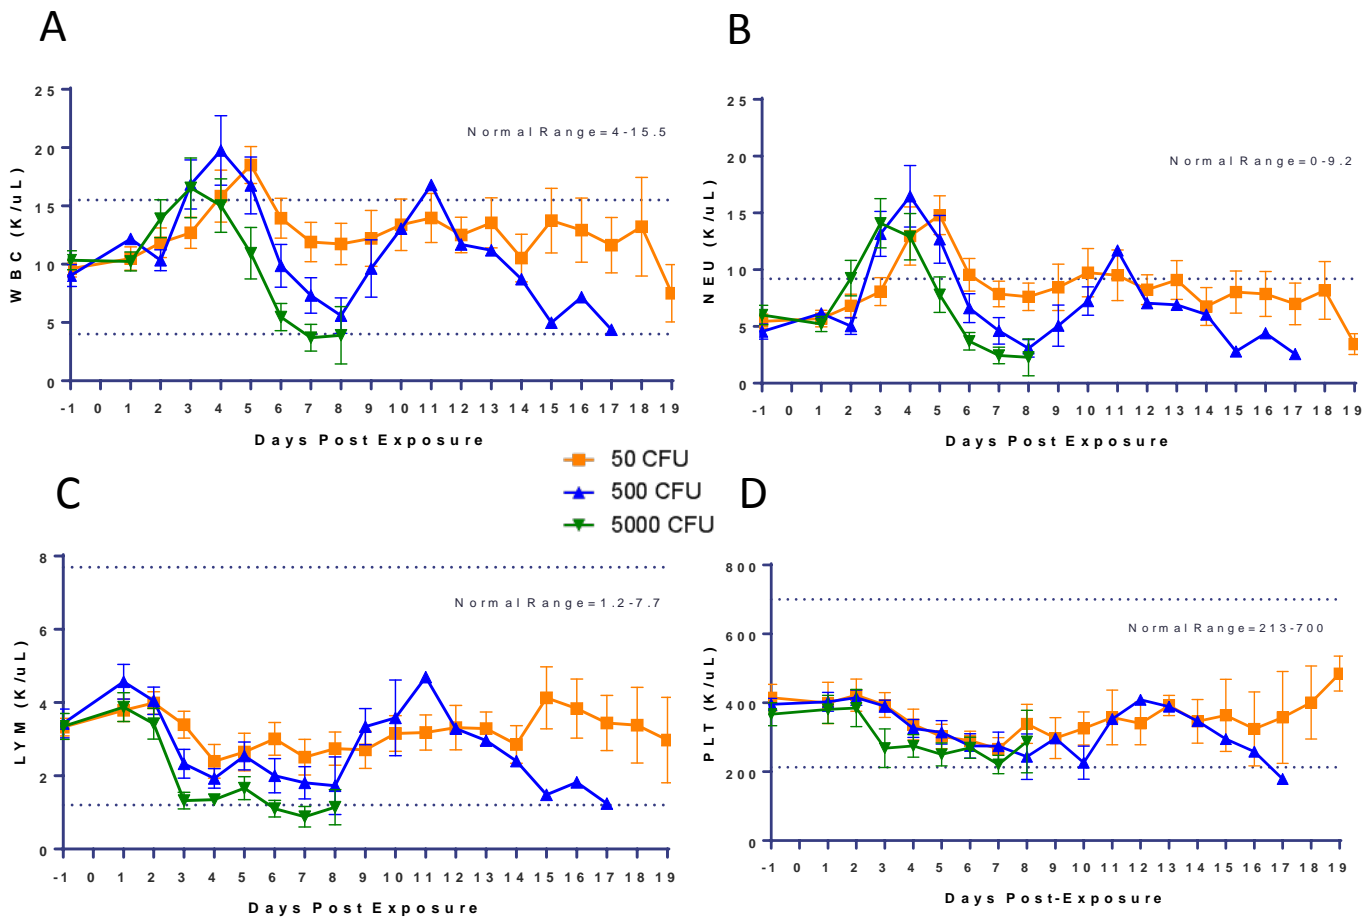 A
WBC (K/uL)
25
20
15
10
5
0
Normal Range=4-15.5
-1 0 1 2 3 4 5 6 7 8 9 10 11 12 13 14 15 16 17 18 19
Days Post Exposure
B
NEU (K/uL)
25
20
15
10
5
0
Normal Range=0-9.2
-1 0 1 2 3 4 5 6 7 8 9 10 11 12 13 14 15 16 17 18 19
Days Post Exposure
50 CFU
500 CFU
5000 CFU
C
LYM (K/uL)
8
6
4
2
0
Normal Range=1.2-7.7
-1 0 1 2 3 4 5 6 7 8 9 10 11 12 13 14 15 16 17 18 19
Days Post Exposure
D
PLT (K/uL)
800
600
400
200
0
Normal Range=213-700
-1 0 1 2 3 4 5 6 7 8 9 10 11 12 13 14 15 16 17 18 19
Days Post-Exposure